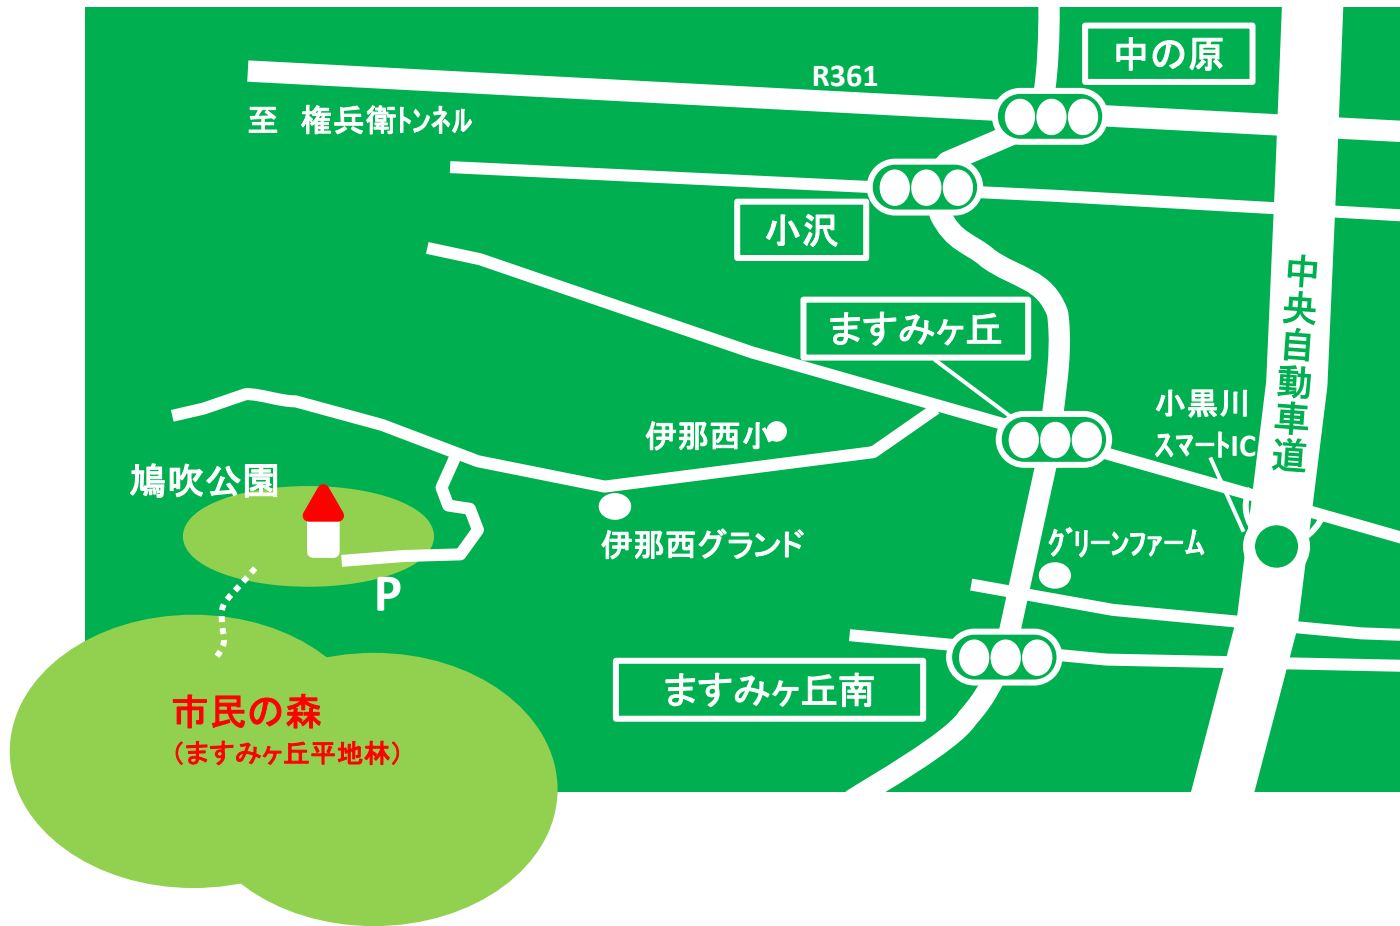 中の原
R361
至　権兵衛トンネル
小沢
ますみヶ丘
中央自動車道
小黒川
スマートIC
伊那西小
鳩吹公園
伊那西グランド
グリーンファーム
P
ますみヶ丘南
市民の森
（ますみヶ丘平地林）